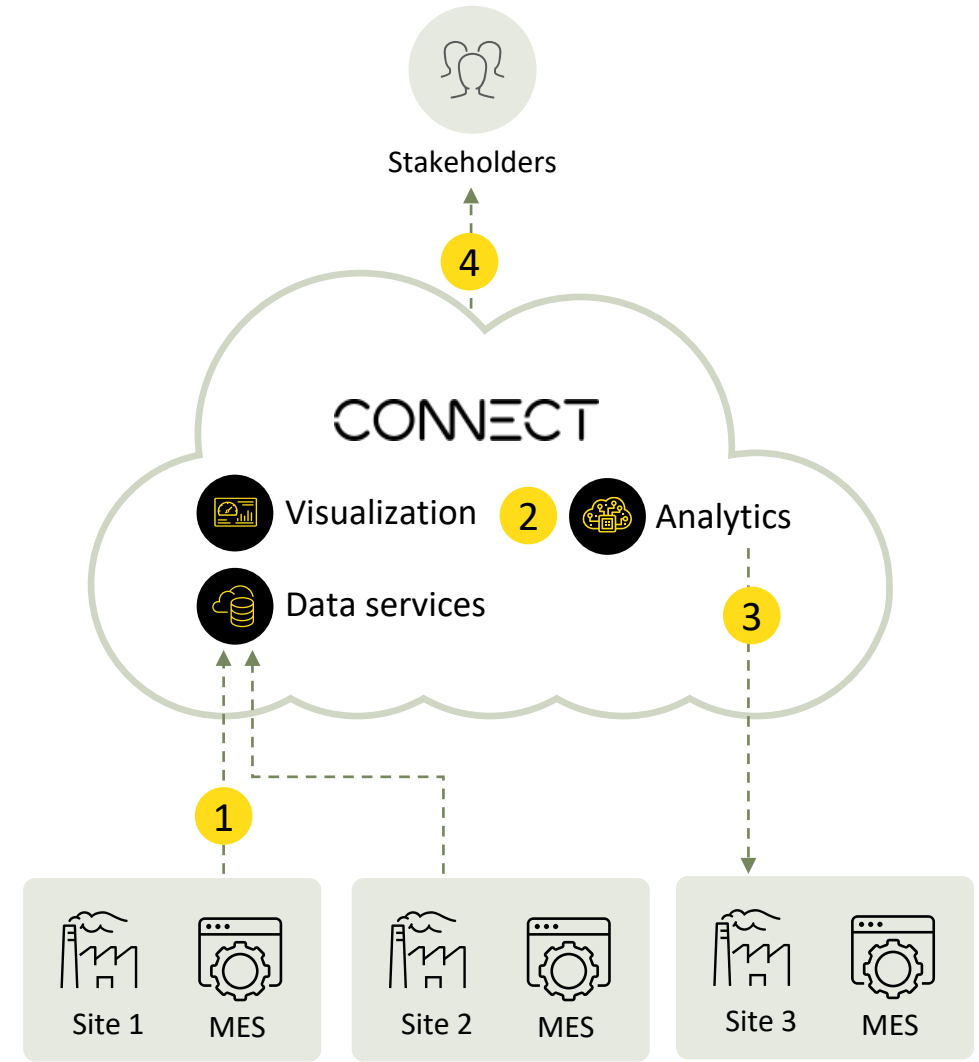 Stakeholders
4
CONNECT
Visualization
2
Analytics
Data services
3
1
Site 1
MES
Site 2
MES
Site 3
MES